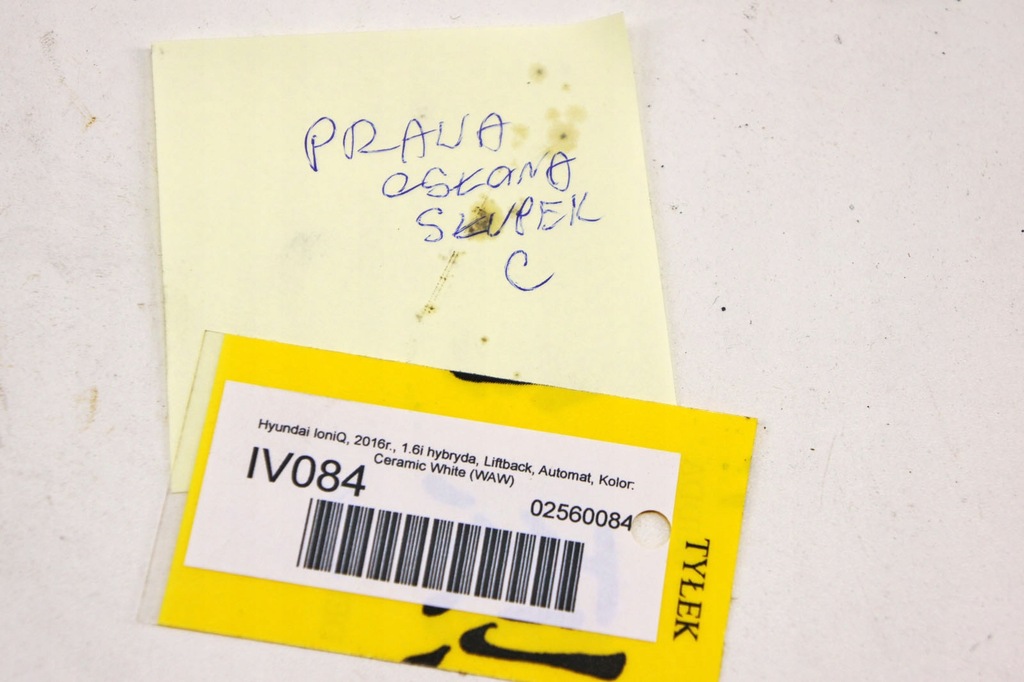 PRAWA
OSŁONA
SŁUPEK
C
Hyundai IoniQ, 2016r., 1.6i hybryda, Liftback, Automat, Kolor:
Ceramic White (WAW)
IV084
02560084
TYŁEK